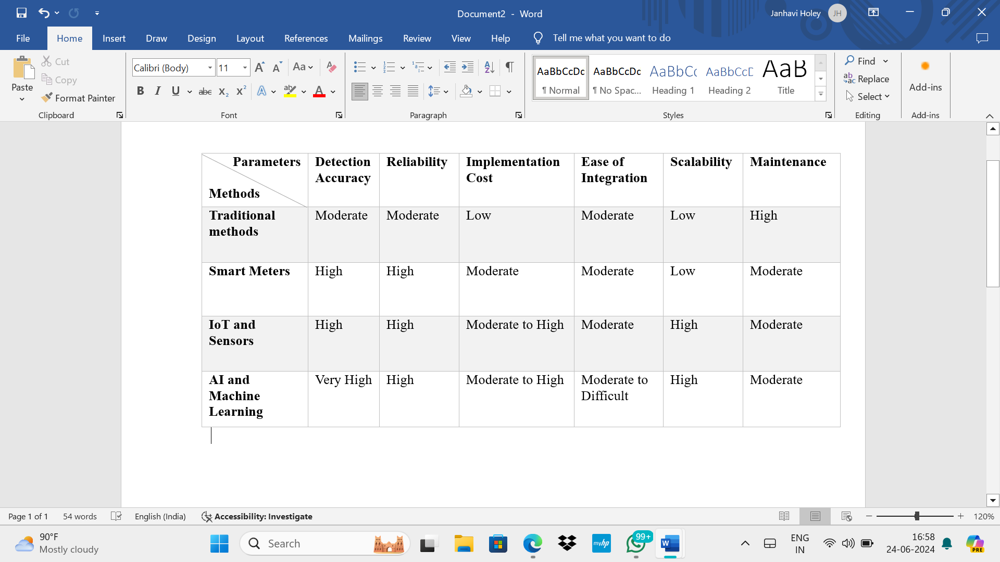 Document2 - Word
Janhavi Holey JH
File Home Insert Draw Design Layout References Mailings Review View Help Tell me what you want to do
Paste
Cut
Copy
Format Painter
Clipboard
Calibri (Body) 11
Font
Paragraph
AaBbCcDc AaBbCcDc AaBbCc AaBbCcD AaB
¶ Normal ¶ No Spac... Heading 1 Heading 2 Title
Styles
Find
Replace
Select
Editing
Add-ins
Add-ins
Parameters
Methods
Detection
Accuracy
Reliability
Implementation
Cost
Ease of
Integration
Scalability
Maintenance
Traditional
methods
Moderate
Moderate
Low
Moderate
Low
High
Smart Meters
High
High
Moderate
Moderate
Low
Moderate
IoT and
Sensors
High
High
Moderate to High
Moderate
High
Moderate
AI and
Machine
Learning
Very High
High
Moderate to High
Moderate to
Difficult
High
Moderate
Page 1 of 1 54 words English (India) Accessibility: Investigate 120%
90°F
Mostly cloudy
Search
myhp
99+
W
ENG
IN
16:58
24-06-2024
PRE